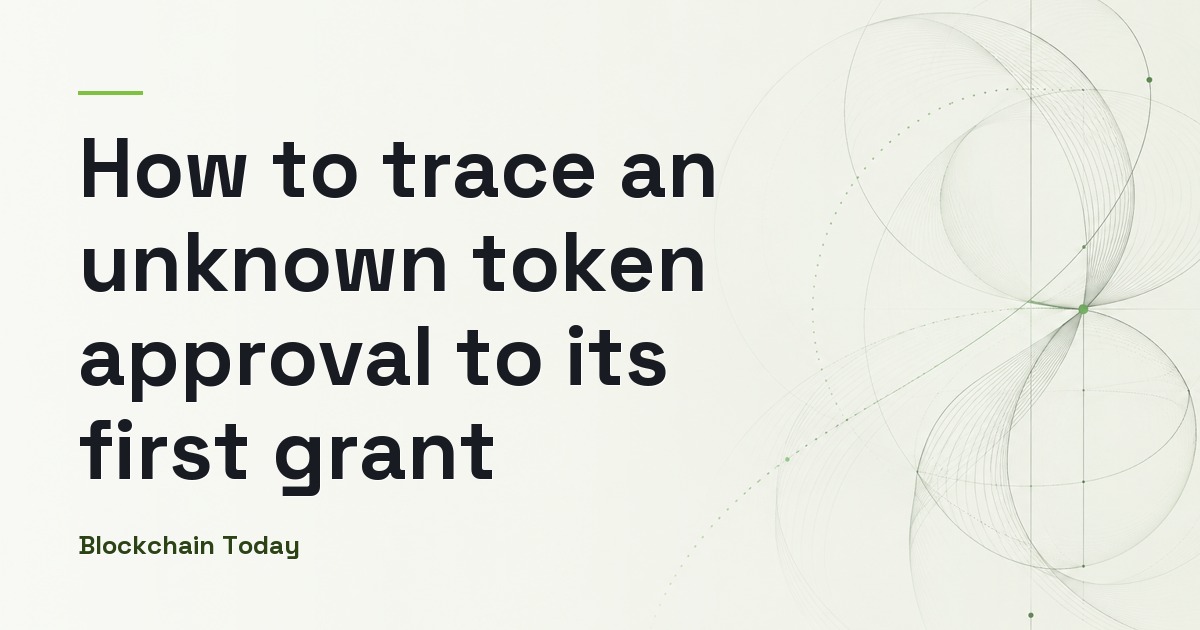 How to trace an
unknown token
approval to its
first grant
Blockchain Today